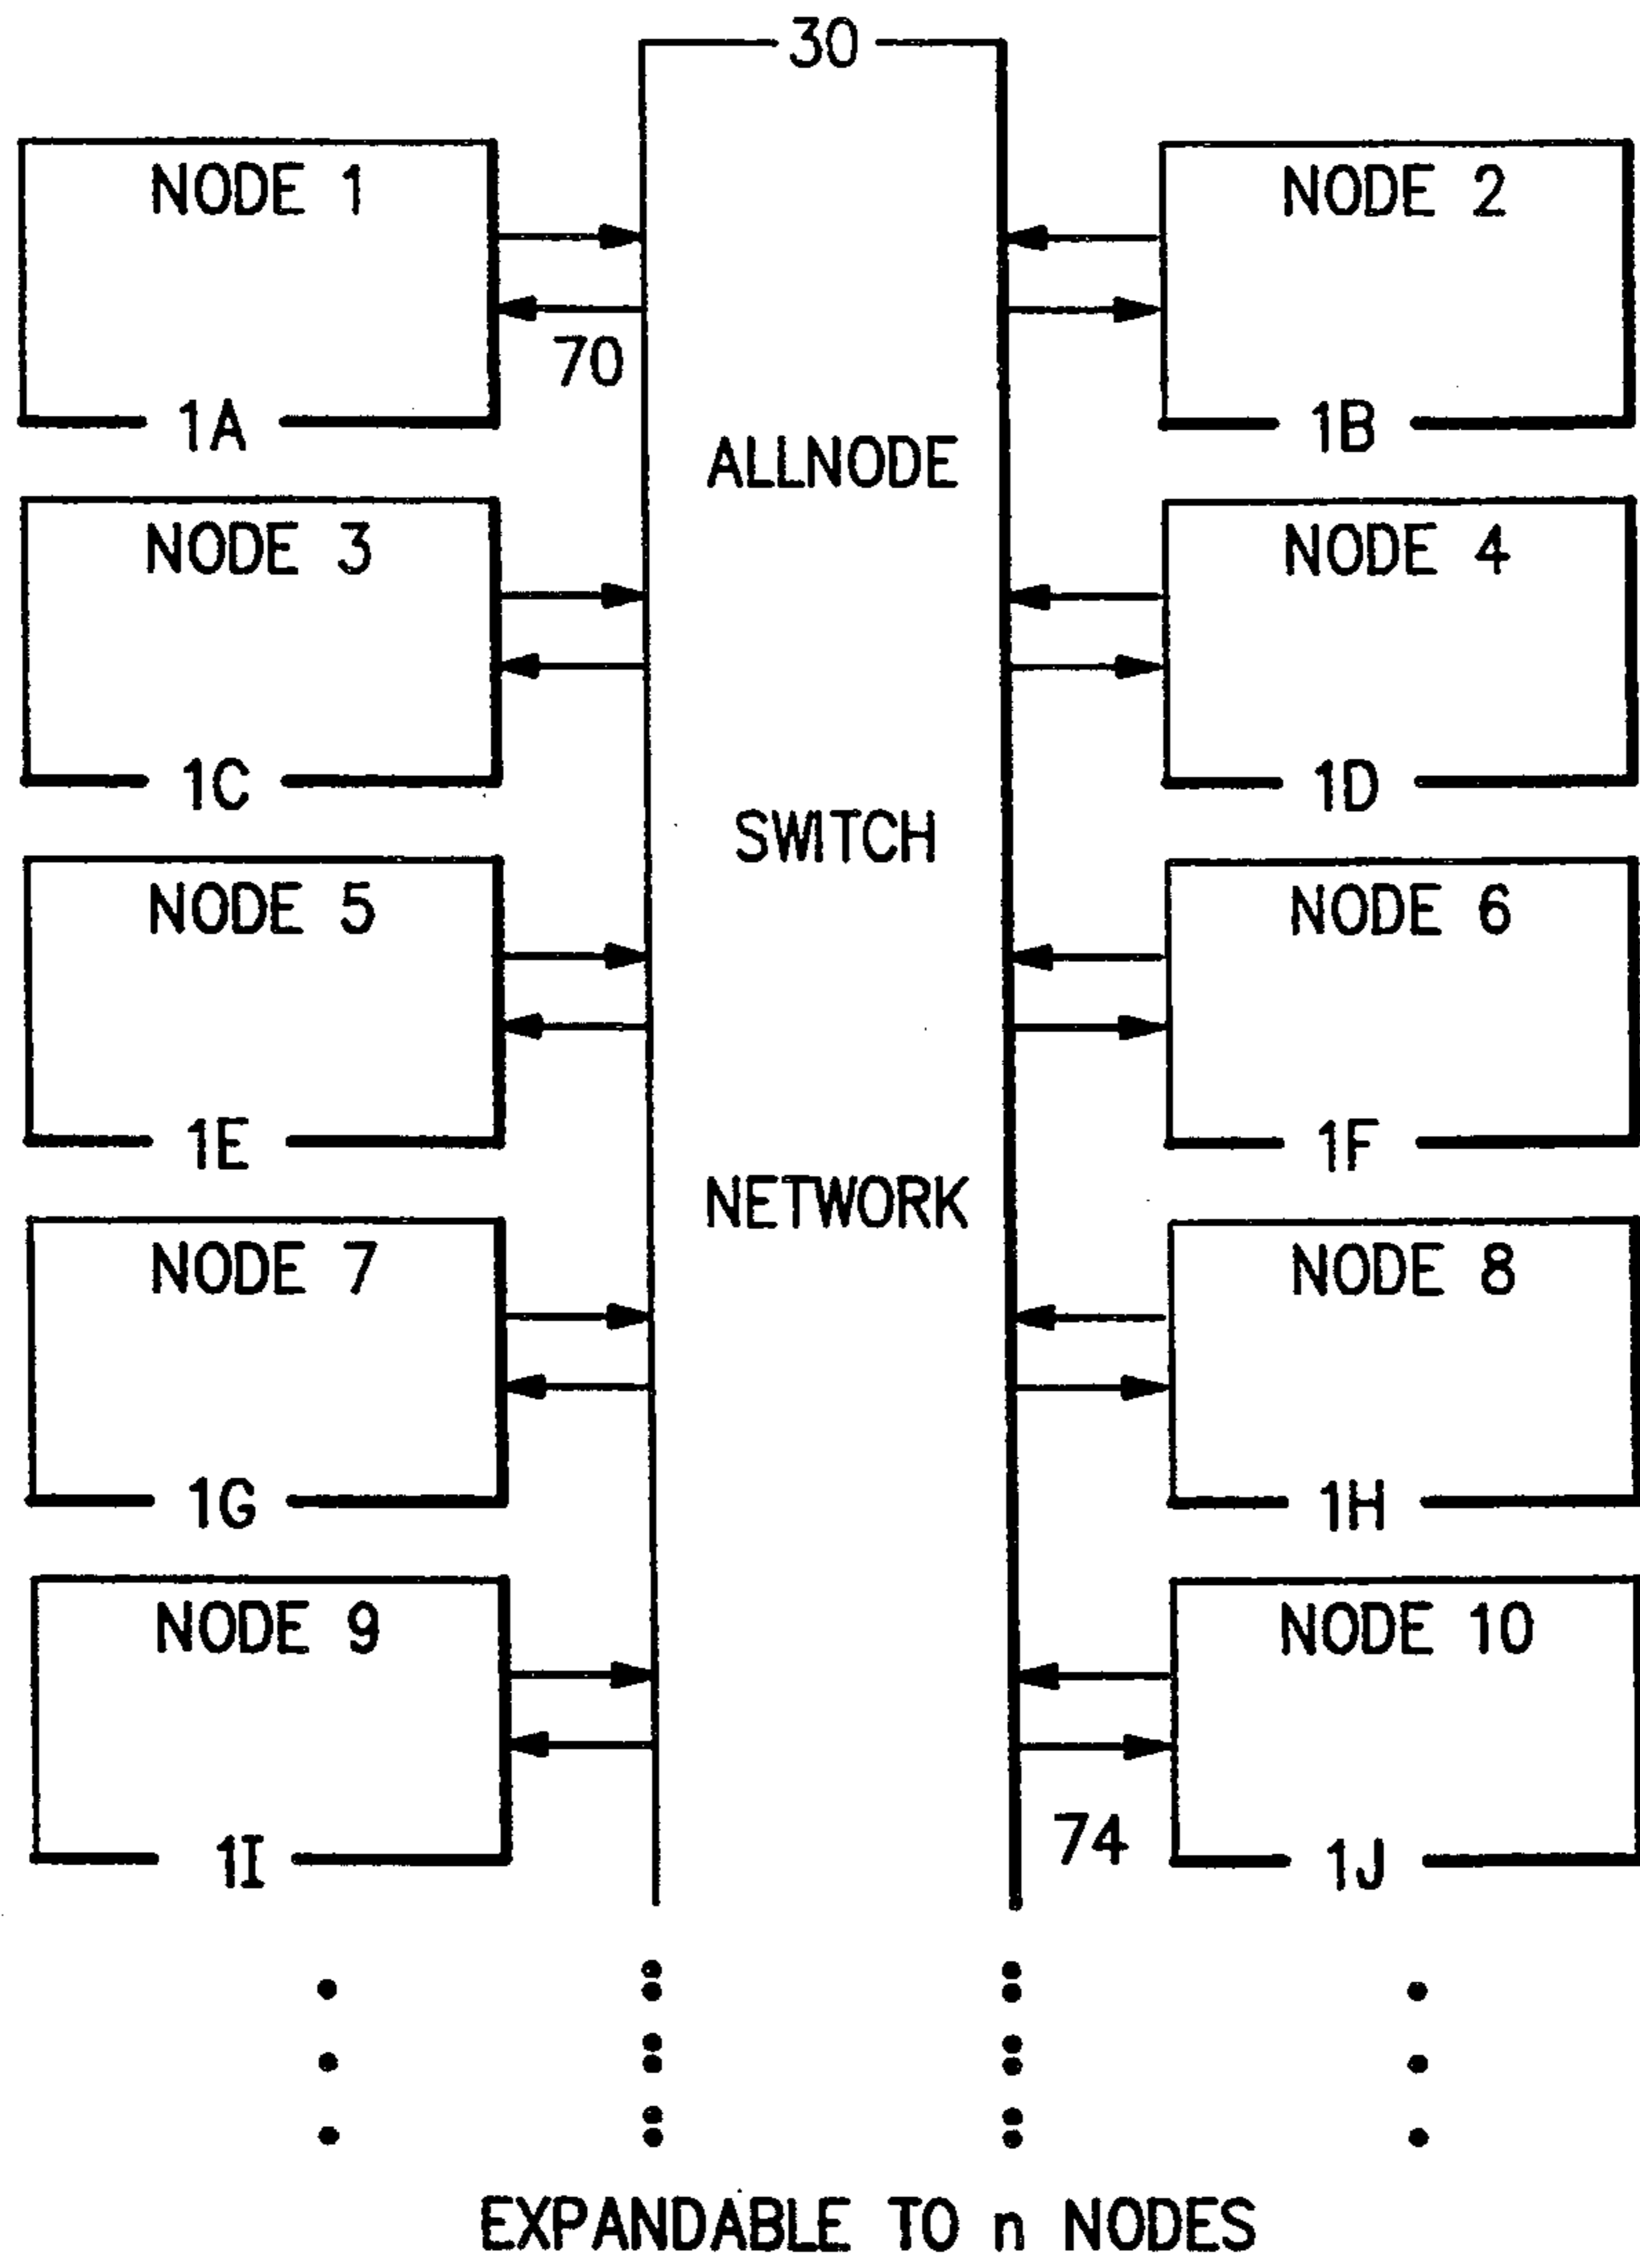 30
NODE 1
NODE 2
70
1A
1B
ALLNODE
NODE 3
NODE 4
1C
1D
SWITCH
NODE 5
NODE 6
1E
1F
NETWORK
NODE 7
NODE 8
1G
1H
NODE 9
NODE 10
74
1I
1J
EXPANDABLE TO n NODES